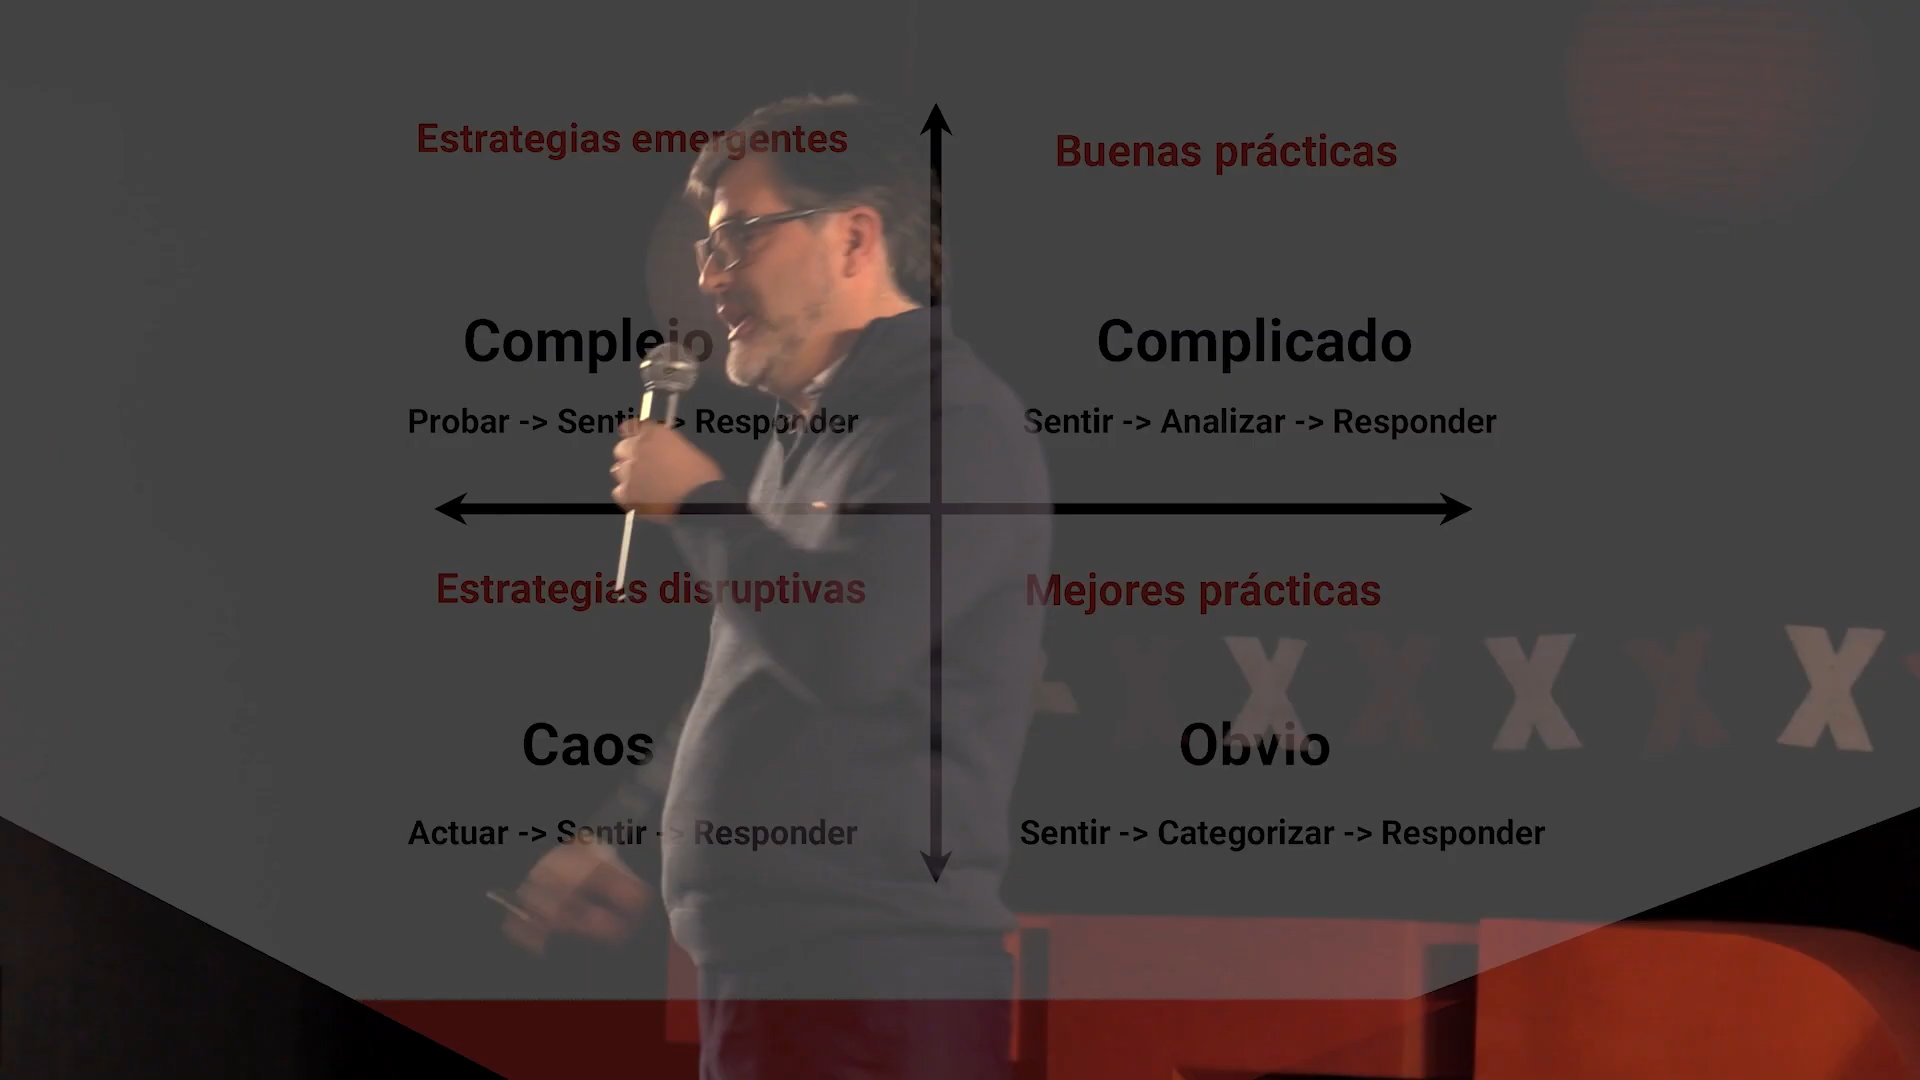 Estrategias emergentes
Buenas prácticas
Complejo
Complicado
Probar -> Sentir -> Responder
Sentir -> Analizar -> Responder
Estrategias disruptivas
Mejores prácticas
X X X X X X
Caos
Obvio
Actuar -> Sentir -> Responder
Sentir -> Categorizar -> Responder